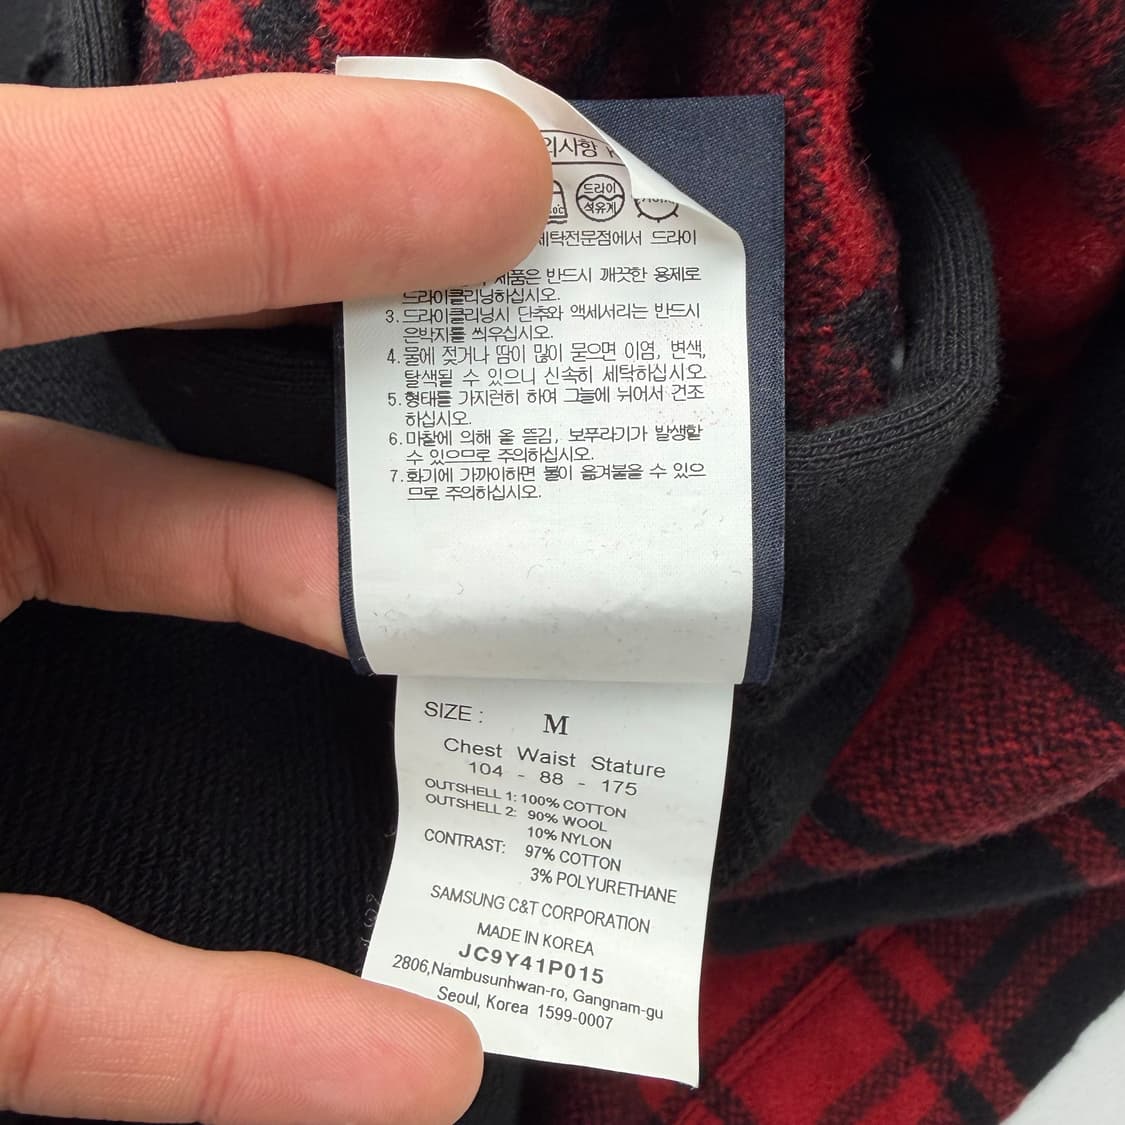 의사항
드라이
석유계
세탁전문점에서 드라이
제품은 반드시 깨끗한 용제로
드라이클리닝하십시오.
3. 드라이클리닝시 단추와 액세서리는 반드시
은박지를 씌우십시오.
4. 물에 젖거나 땀이 많이 묻으면 이염, 변색,
탈색될 수 있으니 신속히 세탁하십시오.
5. 형태를 가지런히 하여 그늘에 뉘어서 건조
하십시오.
6. 마찰에 의해 올 뜯김, 보푸라기가 발생할
수 있으므로 주의하십시오.
7. 화기에 가까이하면 불이 옮겨붙을 수 있으
므로 주의하십시오.
SIZE : M
Chest Waist Stature
104 - 88 - 175
OUTSHELL 1: 100% COTTON
OUTSHELL 2: 90% WOOL
10% NYLON
CONTRAST: 97% COTTON
3% POLYURETHANE
SAMSUNG C&T CORPORATION
MADE IN KOREA
JC9Y41P015
2806,Nambusunhwan-ro, Gangnam-gu
Seoul, Korea 1599-0007